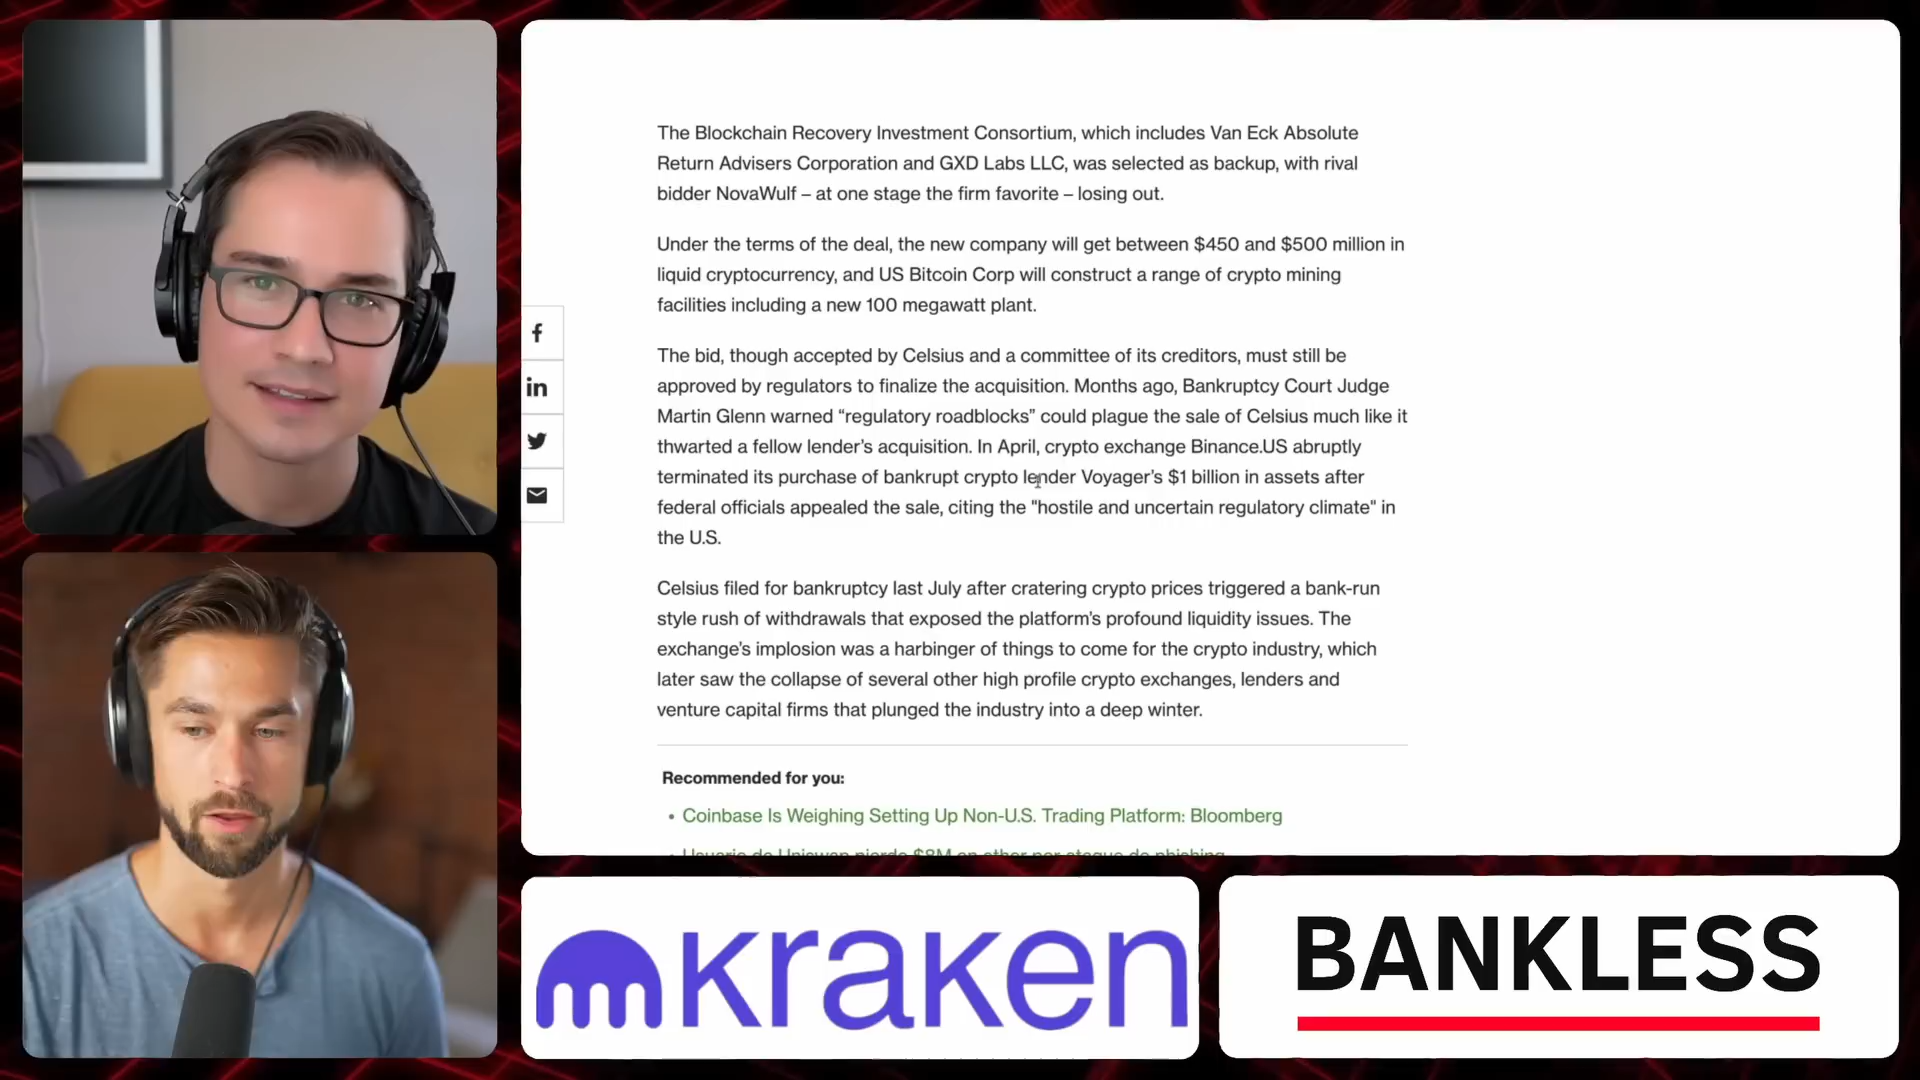 The Blockchain Recovery Investment Consortium, which includes Van Eck Absolute
Return Advisers Corporation and GXD Labs LLC, was selected as backup, with rival
bidder NovaWulf – at one stage the firm favorite – losing out.
Under the terms of the deal, the new company will get between $450 and $500 million in
liquid cryptocurrency, and US Bitcoin Corp will construct a range of crypto mining
facilities including a new 100 megawatt plant.
The bid, though accepted by Celsius and a committee of its creditors, must still be
approved by regulators to finalize the acquisition. Months ago, Bankruptcy Court Judge
Martin Glenn warned “regulatory roadblocks” could plague the sale of Celsius much like it
thwarted a fellow lender’s acquisition. In April, crypto exchange Binance.US abruptly
terminated its purchase of bankrupt crypto lender Voyager’s $1 billion in assets after
federal officials appealed the sale, citing the "hostile and uncertain regulatory climate" in
the U.S.
Celsius filed for bankruptcy last July after cratering crypto prices triggered a bank-run
style rush of withdrawals that exposed the platform’s profound liquidity issues. The
exchange’s implosion was a harbinger of things to come for the crypto industry, which
later saw the collapse of several other high profile crypto exchanges, lenders and
venture capital firms that plunged the industry into a deep winter.
Recommended for you:
• Coinbase Is Weighing Setting Up Non-U.S. Trading Platform: Bloomberg
• Usuario de Uniswap pierde $8M en ether por ataque de phishing
kraken
BANKLESS